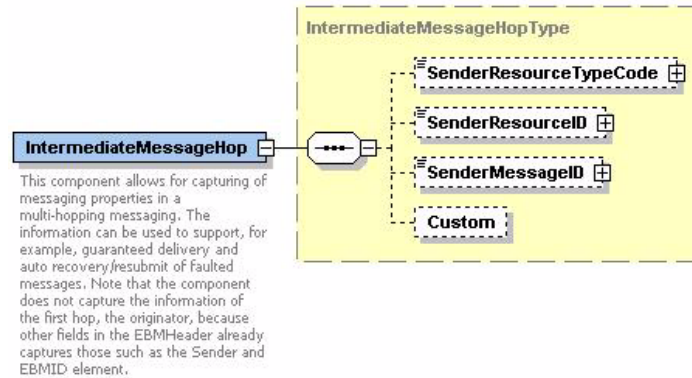 IntermediateMessageHopType
SenderResourceTypeCode
SenderResourceID
IntermediateMessageHop
SenderMessageID
Custom
This component allows for capturing of
messaging properties in a
multi-hopping messaging. The
information can be used to support, for
example, guaranteed delivery and
auto recovery/resubmit of faulted
messages. Note that the component
does not capture the information of
the first hop, the originator, because
other fields in the EBMHeader already
captures those such as the Sender and
EBMID element.